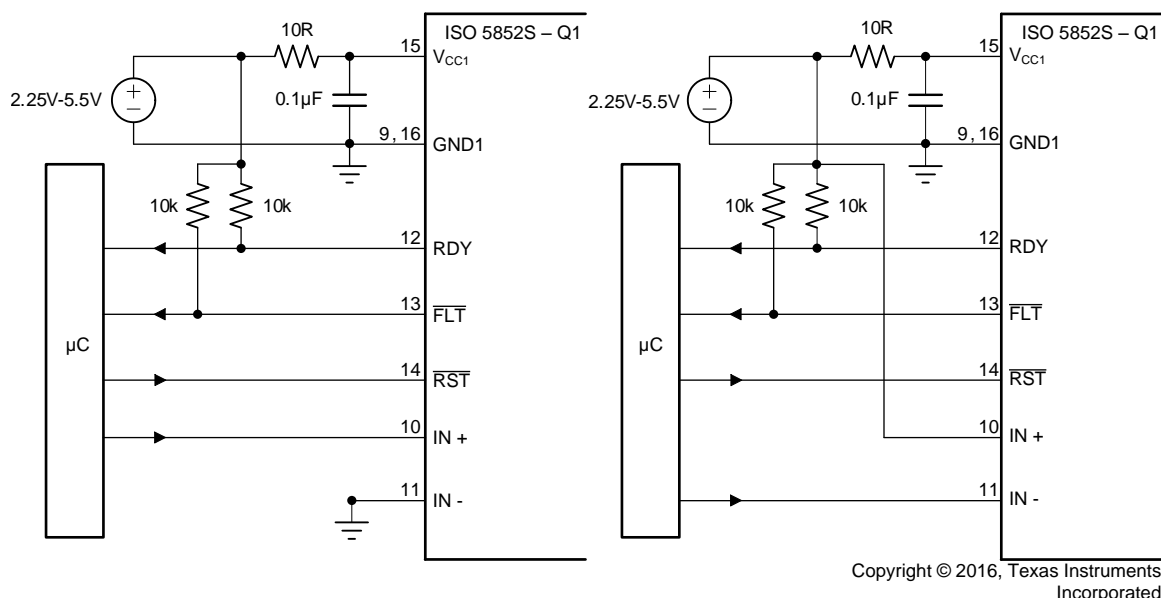 ISO 5852S – Q1
10R
15
VCC1
2.25V-5.5V
0.1µF
9, 16
GND1
10k
10k
12
RDY
13
FLT
µC
14
RST
10
IN +
11
IN -
ISO 5852S – Q1
10R
15
VCC1
2.25V-5.5V
0.1µF
9, 16
GND1
10k
10k
12
RDY
13
FLT
µC
14
RST
10
IN +
11
IN -
Copyright © 2016, Texas Instruments
Incorporated